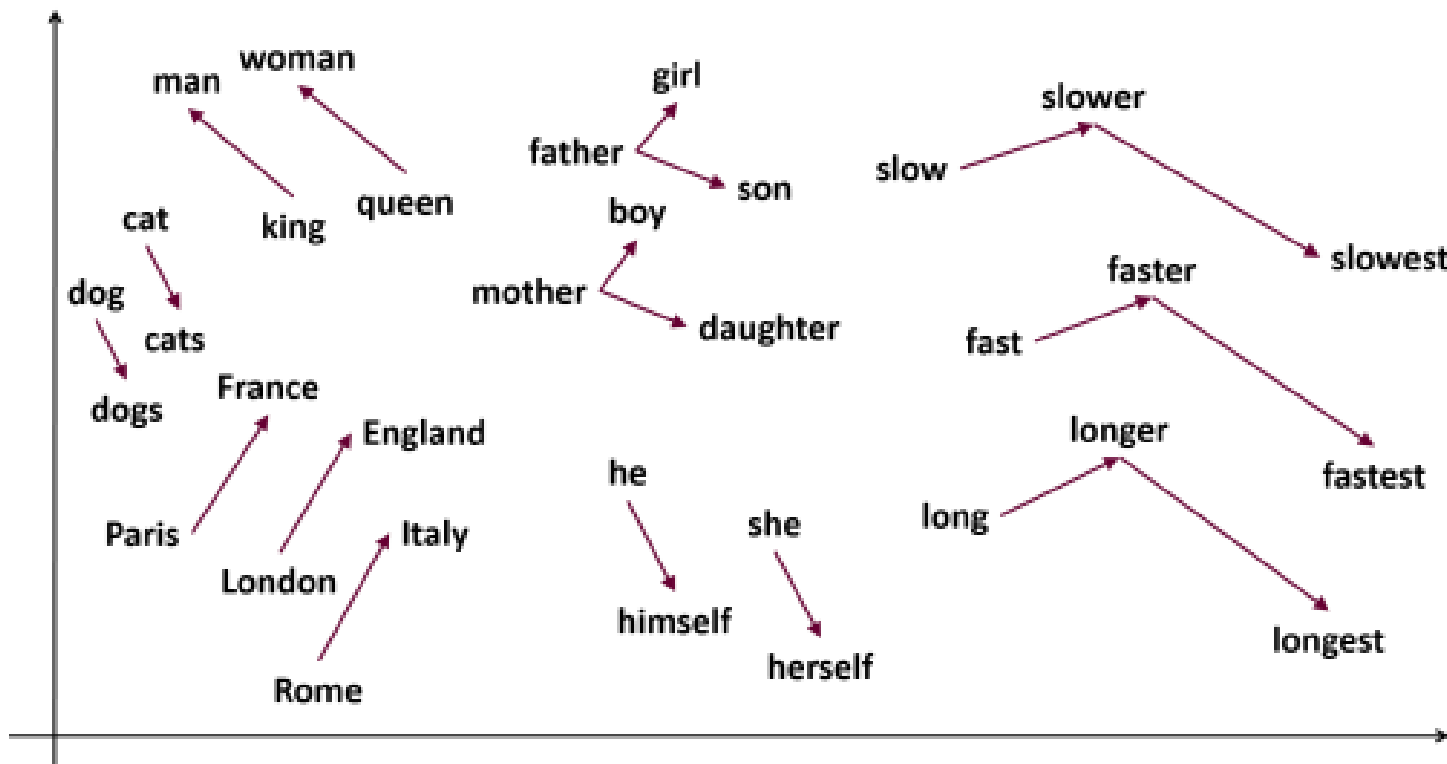 man
woman
king
queen
cat
cats
dog
dogs
France
Paris
England
London
Italy
Rome
girl
father
son
boy
mother
daughter
he
himself
she
herself
slower
slow
slowest
faster
fast
fastest
longer
long
longest